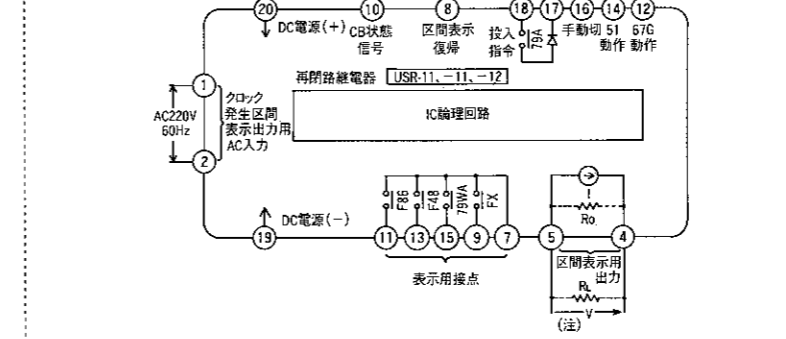 20 10 8 18 17 16 14 12
DC電源(+) CB状態 信号 区間表示 復帰 投入 指令 79A 手動切 51 動作 67G 動作
再閉路継電器 USR-11、-11、-12
1
AC220V
60Hz
クロック
発生区間
表示出力用
AC入力
IC論理回路
2
DC電源(-)
F86 F48 79WA FX
I
Ro
19 11 13 15 9 7 5 4
表示用接点
区間表示用
出力
RL
V
(注)